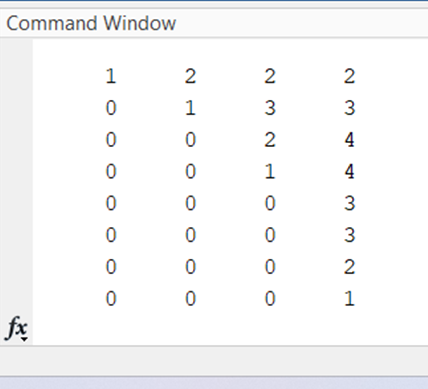 Command Window
1 2 2 2
0 1 3 3
0 0 2 4
0 0 1 4
0 0 0 3
0 0 0 3
0 0 0 2
0 0 0 1
fx